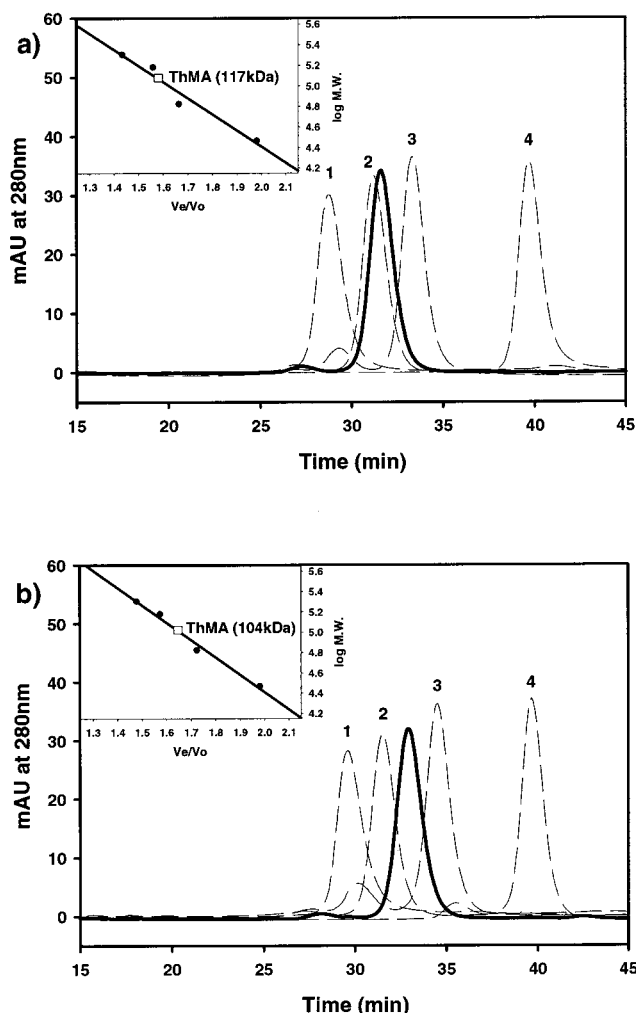 a)
60
50
40
30
20
10
0
mAU at 280nm
15 20 25 30 35 40 45
Time (min)
5.6
5.4
5.2
5.0
4.8
4.6
4.4
4.2
log M.W.
1.3 1.4 1.5 1.6 1.7 1.8 1.9 2.0 2.1
Ve/Vo
ThMA (117kDa)
1 2 3 4
b)
60
50
40
30
20
10
0
mAU at 280nm
15 20 25 30 35 40 45
Time (min)
5.6
5.4
5.2
5.0
4.8
4.6
4.4
4.2
log M.W.
1.3 1.4 1.5 1.6 1.7 1.8 1.9 2.0 2.1
Ve/Vo
ThMA (104kDa)
1 2 3 4